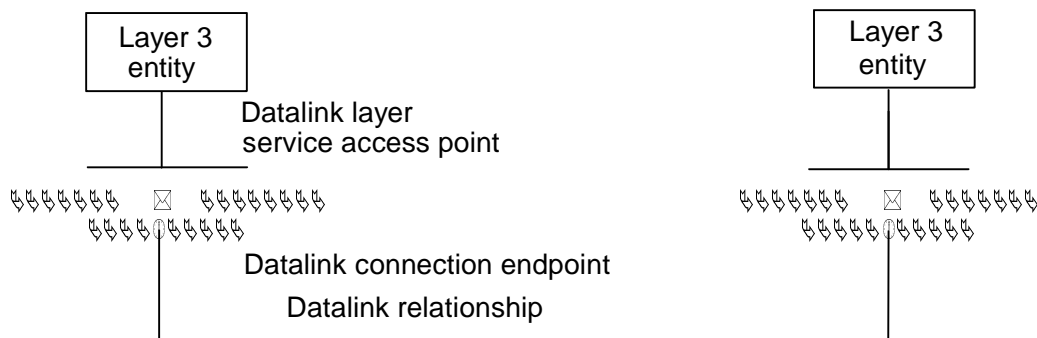 Layer 3
entity
Layer 3
entity
Datalink layer
service access point
Datalink connection endpoint
Datalink relationship